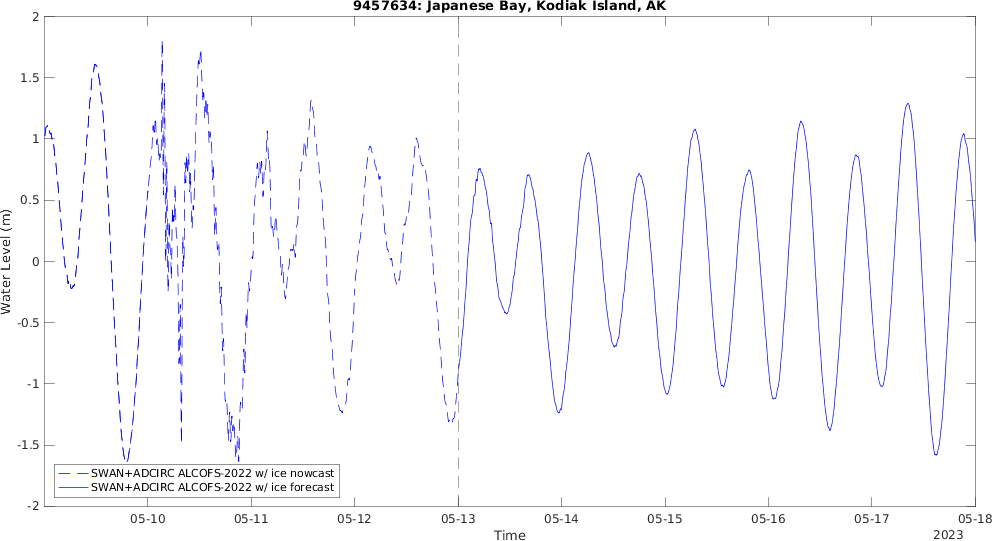 9457634: Japanese Bay, Kodiak Island, AK
2
1.5
1
0.5
0
-0.5
-1
-1.5
-2
Water Level (m)
SWAN+ADCIRC ALCOFS-2022 w/ ice nowcast
SWAN+ADCIRC ALCOFS-2022 w/ ice forecast
05-10 05-11 05-12 05-13 05-14 05-15 05-16 05-17 05-18
Time
2023